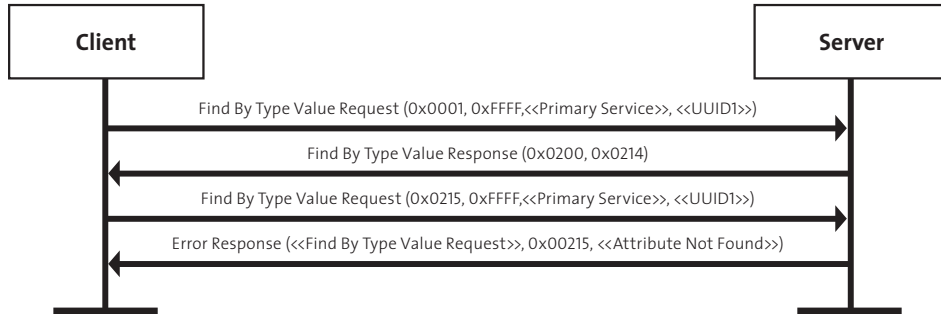 Client
Server
Find By Type Value Request (0x0001, 0xFFFF,<<Primary Service>>, <<UUID1>>)
Find By Type Value Response (0x0200, 0x0214)
Find By Type Value Request (0x0215, 0xFFFF,<<Primary Service>>, <<UUID1>>)
Error Response (<<Find By Type Value Request>>, 0x00215, <<Attribute Not Found>>)